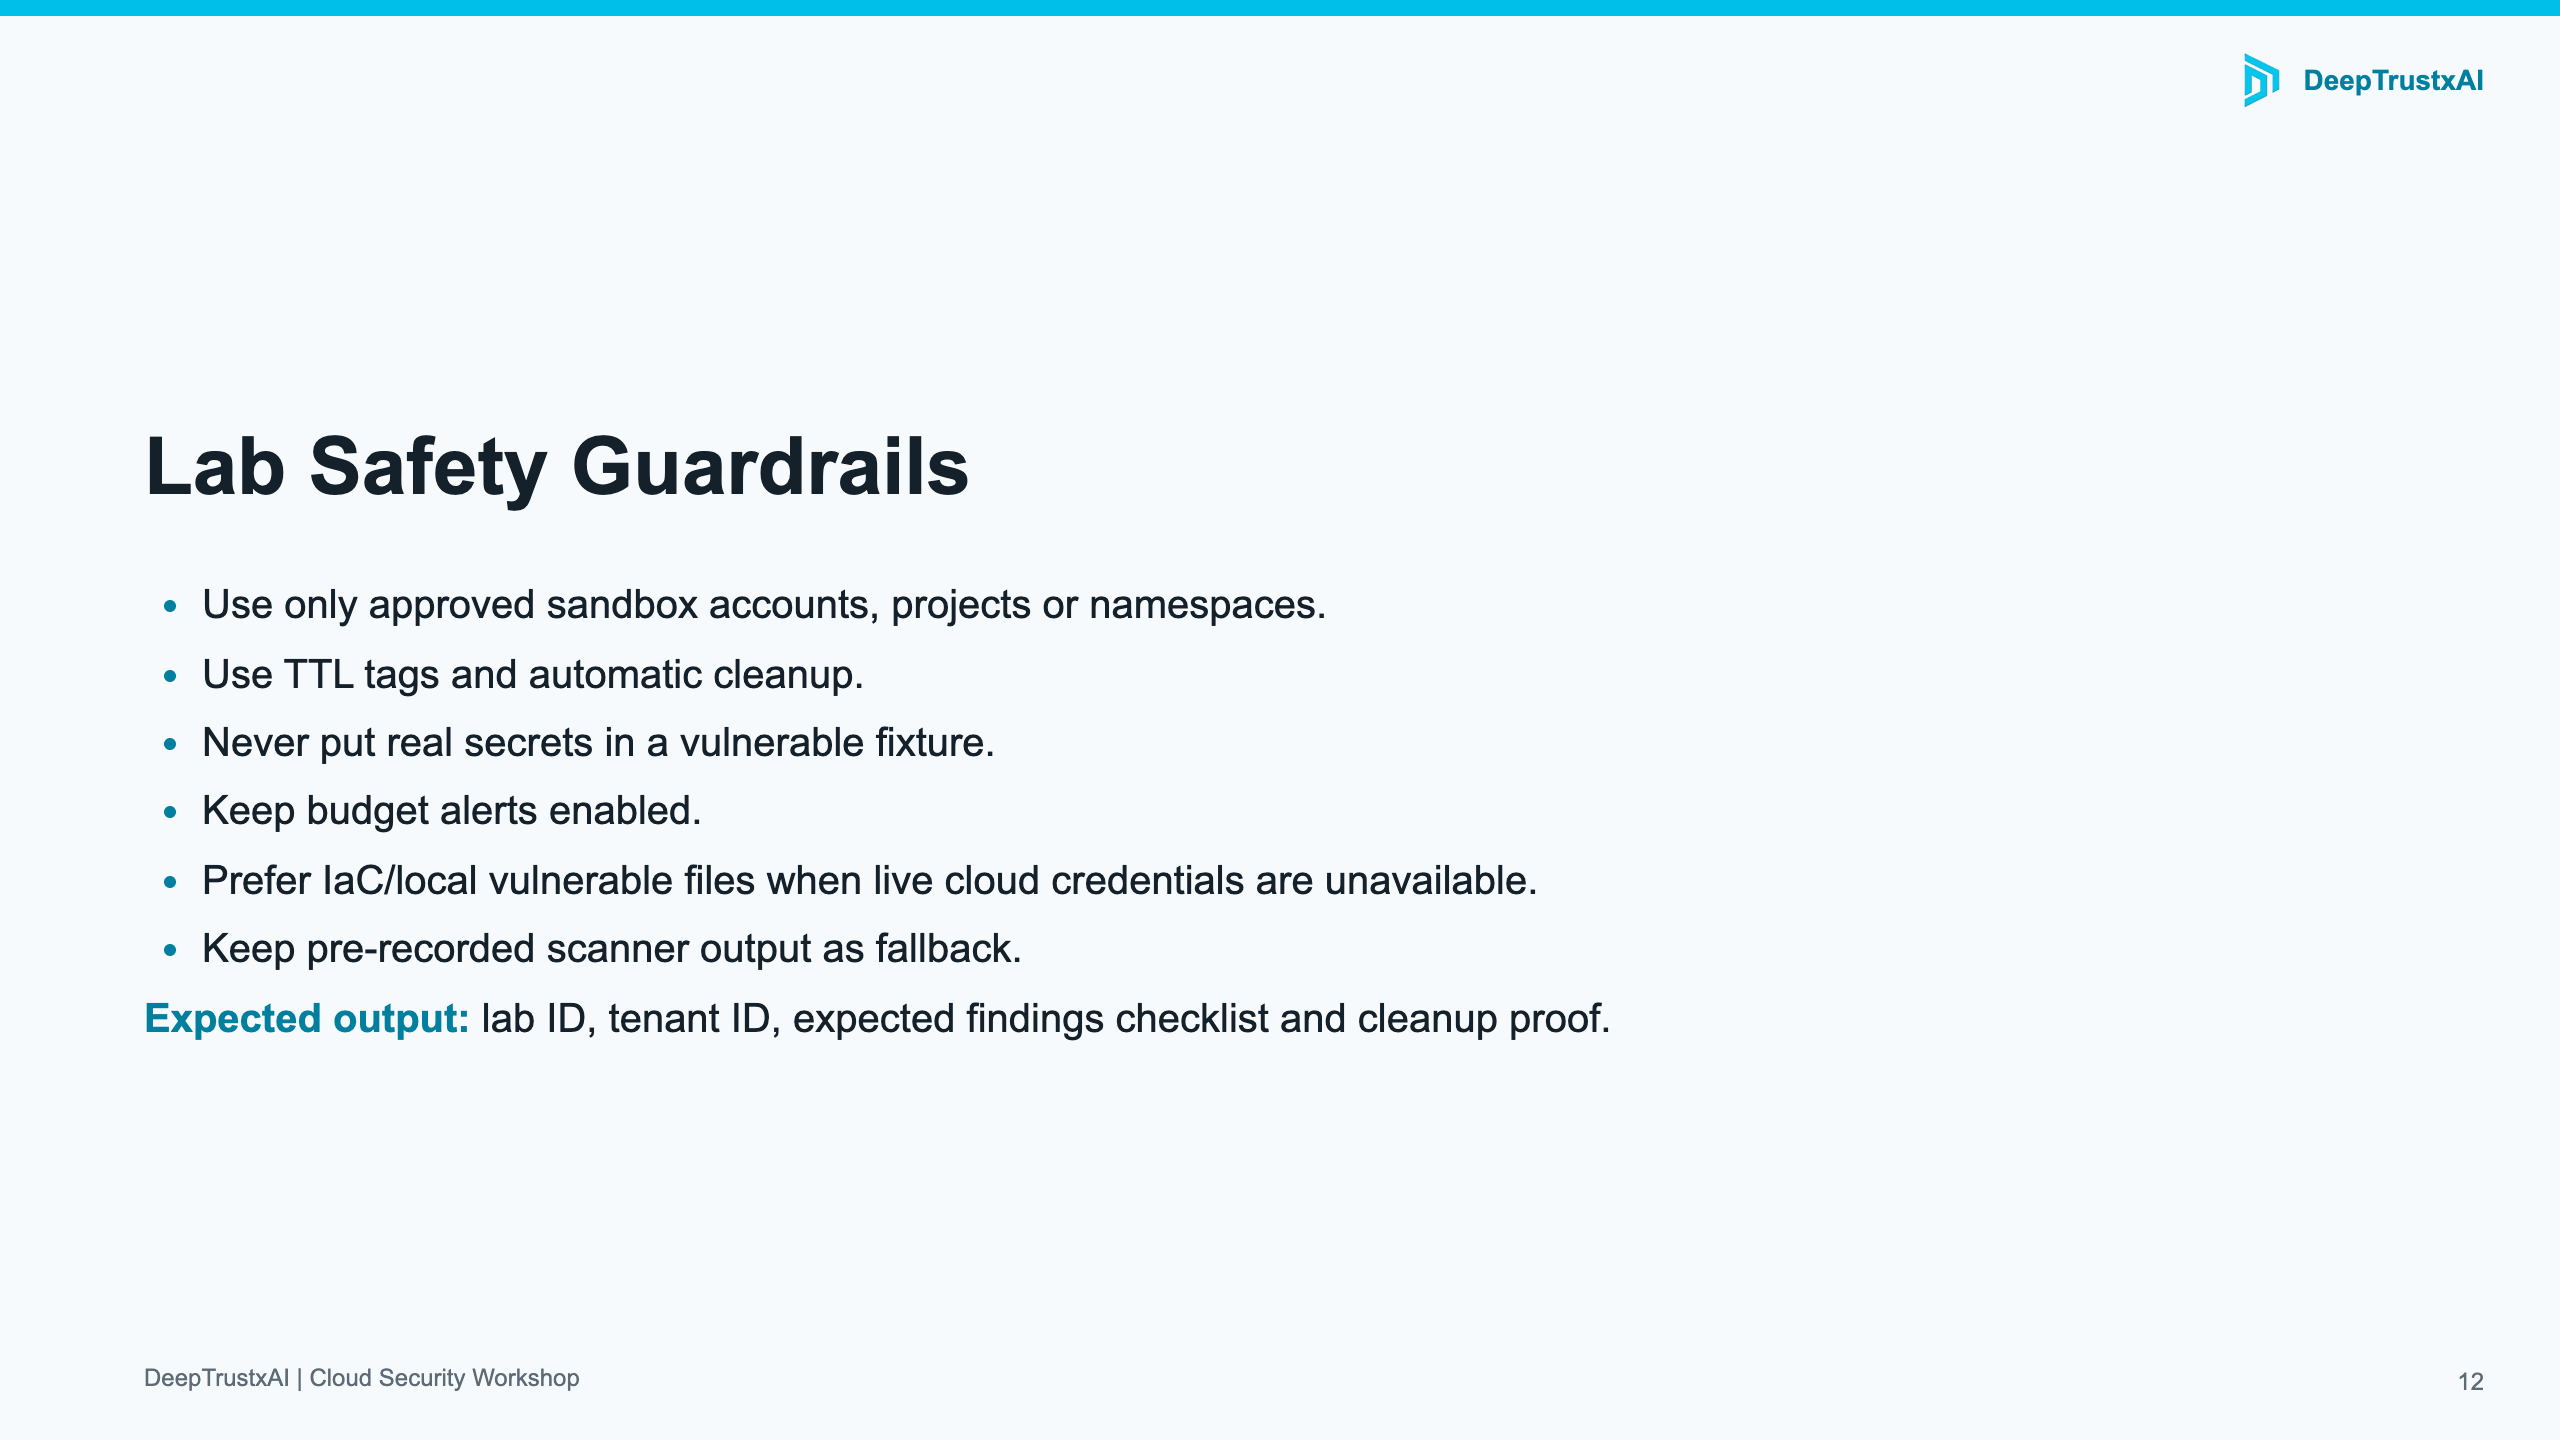 DeepTrustxAI
Lab Safety Guardrails
• Use only approved sandbox accounts, projects or namespaces.
• Use TTL tags and automatic cleanup.
• Never put real secrets in a vulnerable fixture.
• Keep budget alerts enabled.
• Prefer IaC/local vulnerable files when live cloud credentials are unavailable.
• Keep pre-recorded scanner output as fallback.
Expected output: lab ID, tenant ID, expected findings checklist and cleanup proof.
DeepTrustxAI | Cloud Security Workshop
12